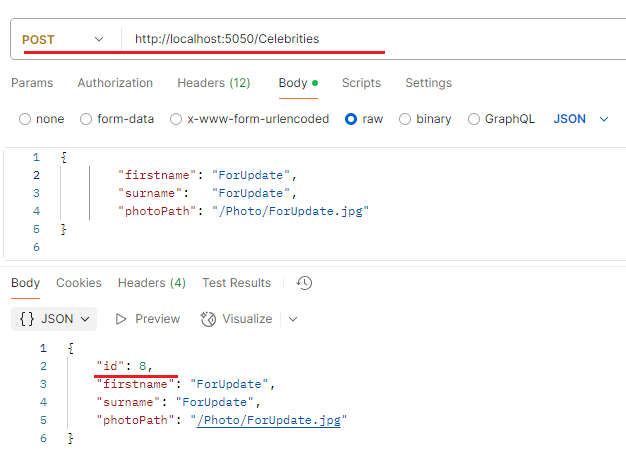 POST http://localhost:5050/Celebrities
Params Authorization Headers (12) Body Scripts Settings
none form-data x-www-form-urlencoded raw binary GraphQL JSON
1 {
2 "firstname": "ForUpdate",
3 "surname": "ForUpdate",
4 "photoPath": "/Photo/ForUpdate.jpg"
5 }
6
Body Cookies Headers (4) Test Results
{} JSON Preview Visualize
1 {
2 "id": 8,
3 "firstname": "ForUpdate",
4 "surname": "ForUpdate",
5 "photoPath": "/Photo/ForUpdate.jpg"
6 }